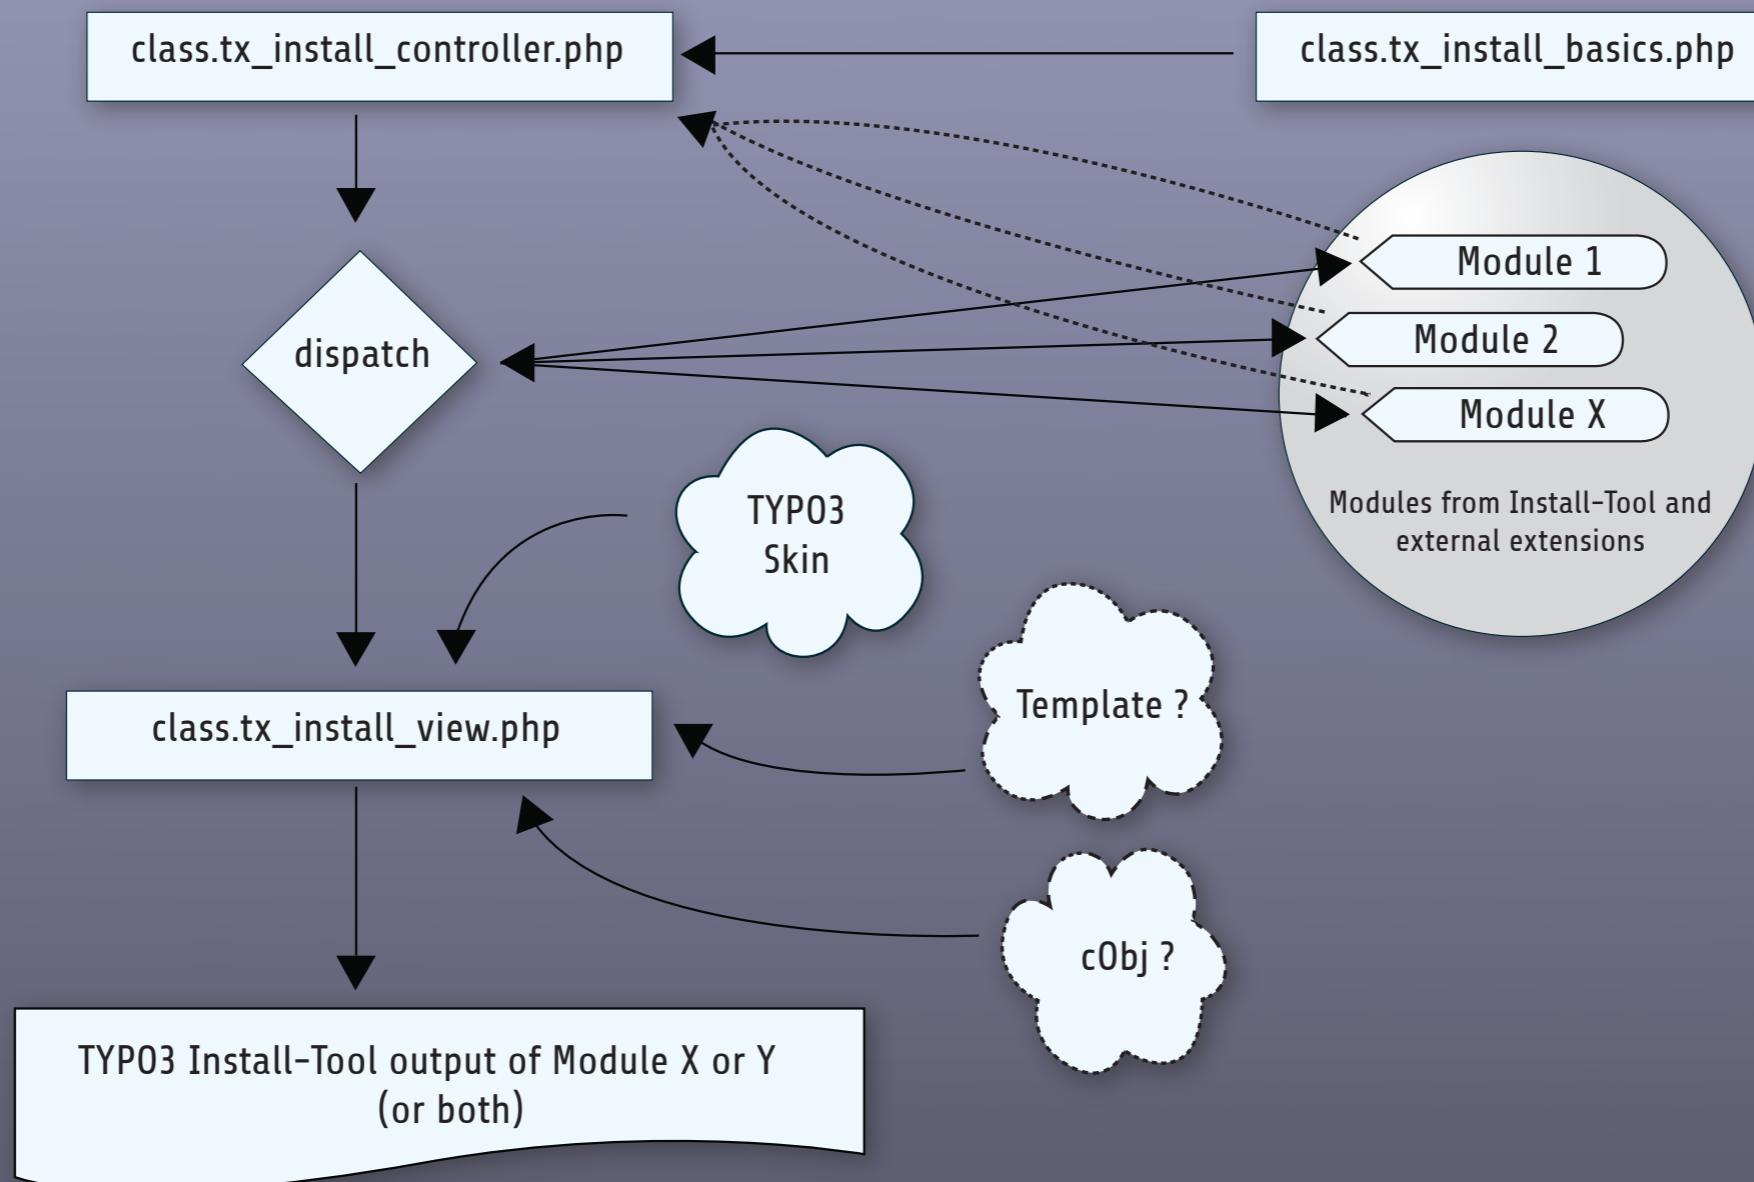 class.tx_install_controller.php
class.tx_install_basics.php
Module 1
dispatch
Module 2
Module X
Modules from Install-Tool and
external extensions
TYPO3
Skin
Template ?
class.tx_install_view.php
cObj ?
TYPO3 Install-Tool output of Module X or Y
(or both)